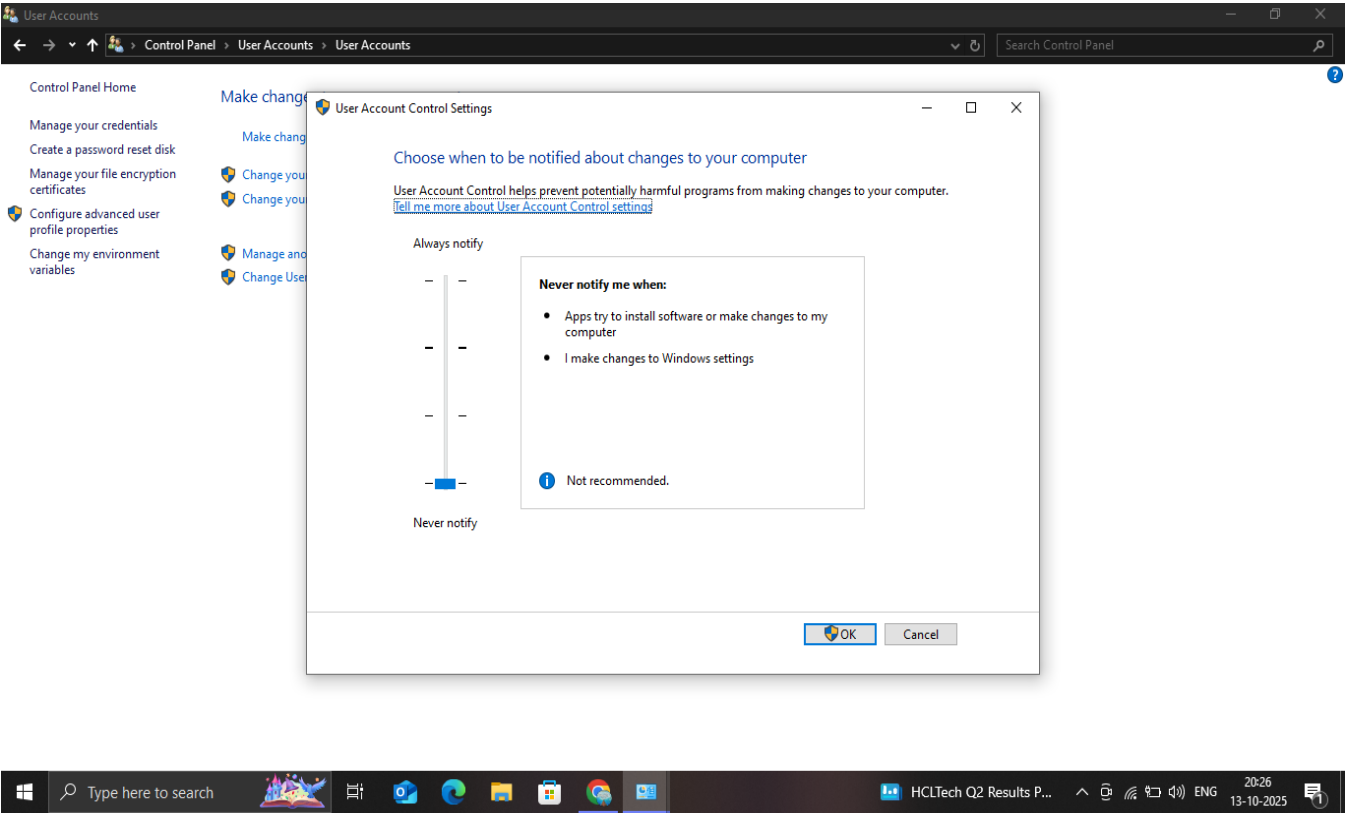 User Accounts
Control Panel > User Accounts > User Accounts
Search Control Panel
Control Panel Home
Manage your credentials
Create a password reset disk
Manage your file encryption
certificates
Configure advanced user
profile properties
Change my environment
variables
Make change
Make chang
Change you
Change you
Manage ano
Change User
User Account Control Settings
Choose when to be notified about changes to your computer
User Account Control helps prevent potentially harmful programs from making changes to your computer.
Tell me more about User Account Control settings
Always notify
Never notify me when:
• Apps try to install software or make changes to my
computer
• I make changes to Windows settings
Not recommended.
Never notify
OK
Cancel
Type here to search
HCLTech Q2 Results P...
ENG
20:26
13-10-2025
1